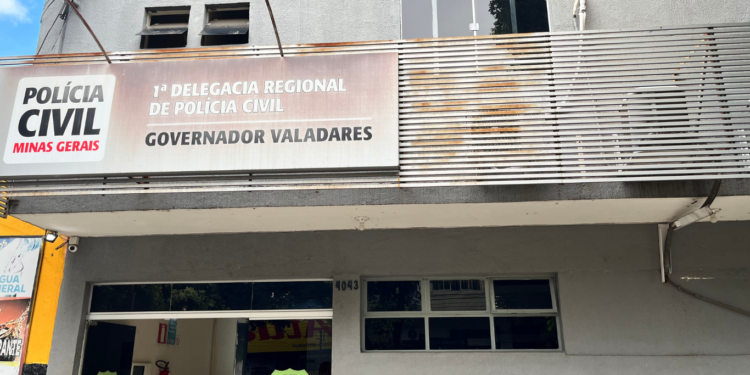 POLÍCIA
CIVIL
MINAS GERAIS
1ª DELEGACIA REGIONAL
DE POLÍCIA CIVIL
GOVERNADOR VALADARES
4043